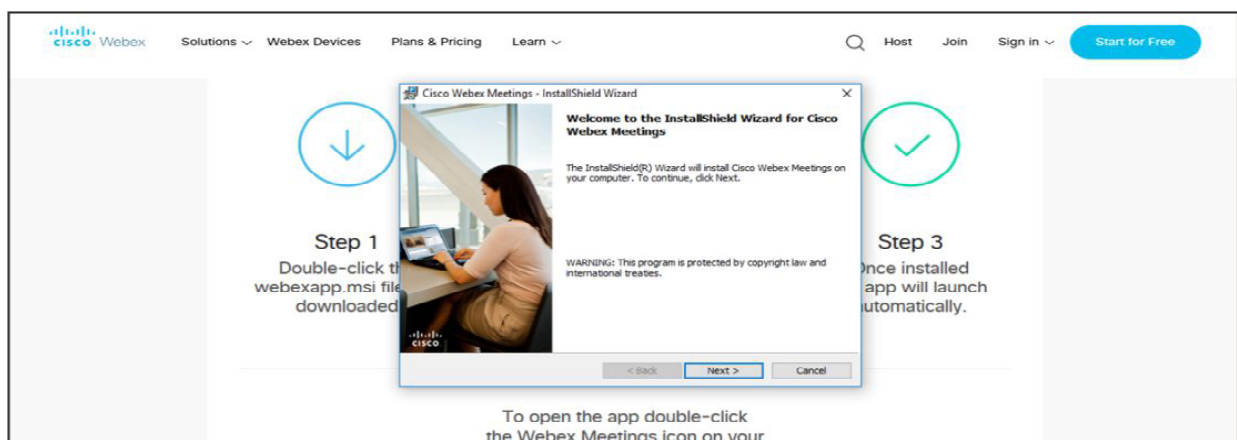 CISCO Webex Solutions Webex Devices Plans & Pricing Learn Host Join Sign in Start for Free
Cisco Webex Meetings - InstallShield Wizard
Welcome to the InstallShield Wizard for Cisco
Webex Meetings
The InstallShield(R) Wizard will install Cisco Webex Meetings on
your computer. To continue, click Next.
WARNING: This program is protected by copyright law and
international treaties.
CISCO
< Back Next > Cancel
Step 1
Double-click
webexapp.msi
downloaded
Step 3
installed
app will launch
To open the app double-click
the Webex Meetings icon on your